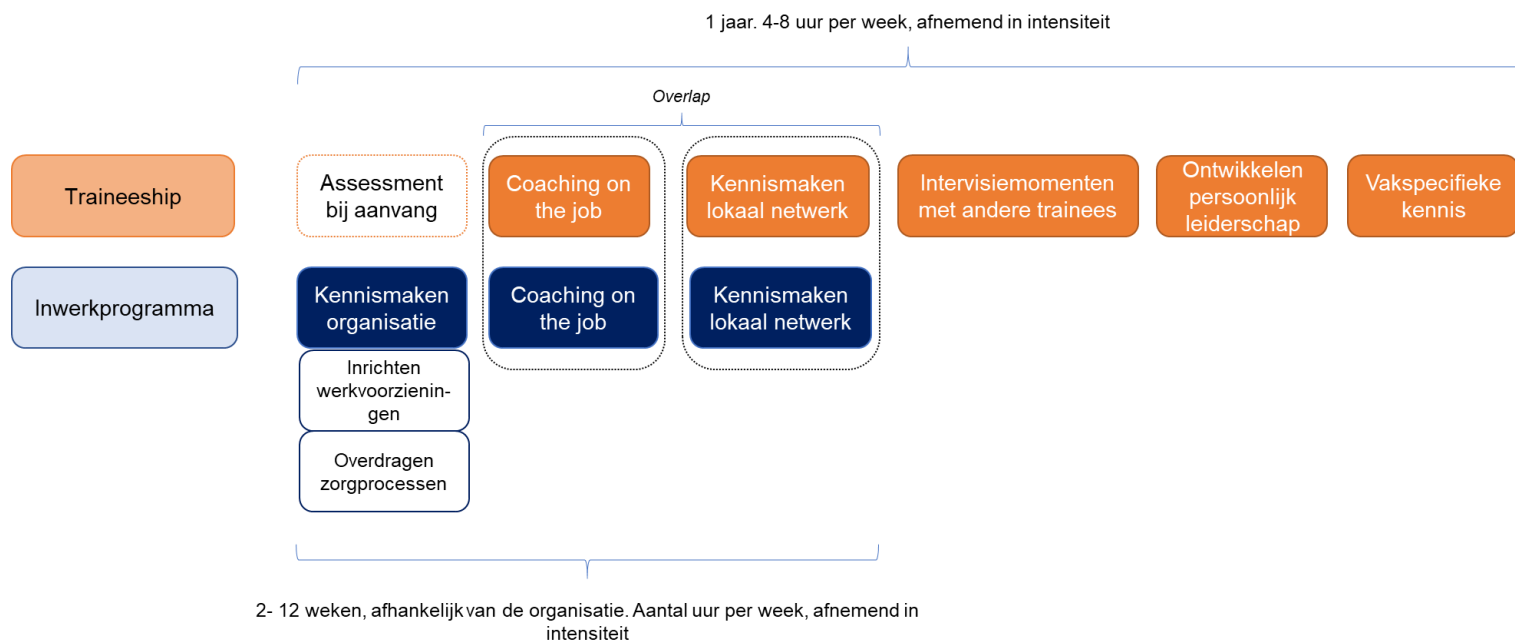 1 jaar. 4-8 uur per week, afnemend in intensiteit
Overlap
Traineeship
Assessment
bij aanvang
Coaching on
the job
Kennismaken
lokaal netwerk
Intervisiemomenten
met andere trainees
Ontwikkelen
persoonlijk
leiderschap
Vakspecifieke
kennis
Inwerkprogramma
Kennismaken
organisatie
Coaching on
the job
Kennismaken
lokaal netwerk
Inrichten
werkvoorzienin-
gen
Overdragen
zorgprocessen
2- 12 weken, afhankelijk van de organisatie. Aantal uur per week, afnemend in
intensiteit